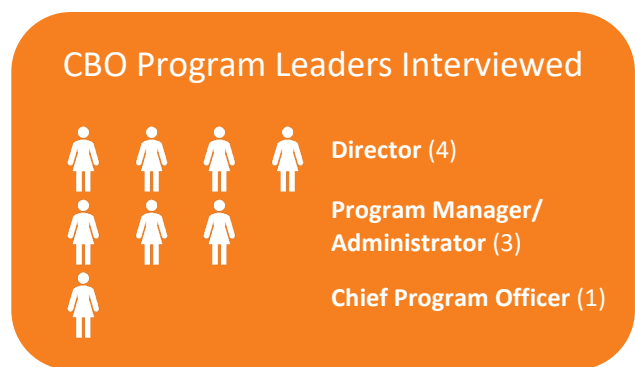 CBO Program Leaders Interviewed
Director (4)
Program Manager/
Administrator (3)
Chief Program Officer (1)